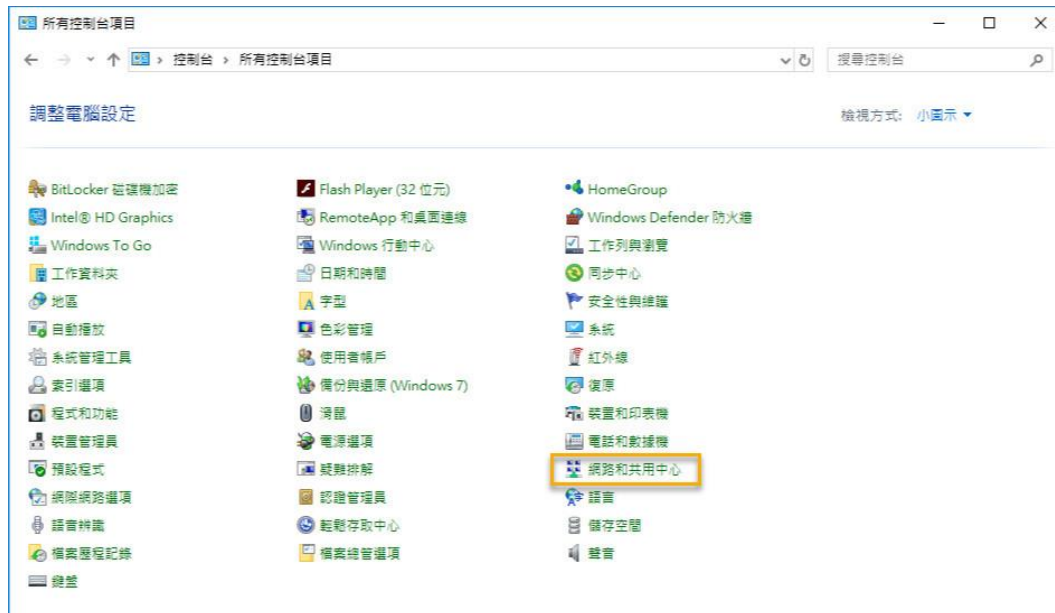 所有控制台項目
控制台 › 所有控制台項目
搜尋控制台
調整電腦設定
檢視方式: 小圖示
BitLocker 磁碟機加密
Flash Player (32 位元)
HomeGroup
Intel® HD Graphics
RemoteApp 和桌面連線
Windows Defender 防火牆
Windows To Go
Windows 行動中心
工作列與瀏覽
工作資料夾
日期和時間
同步中心
地區
字型
安全性與維護
自動播放
色彩管理
系統
系統管理工具
使用者帳戶
紅外線
索引選項
備份與還原 (Windows 7)
復原
程式和功能
滑鼠
裝置和印表機
裝置管理員
電源選項
電話和數據機
預設程式
疑難排解
網路和共用中心
網際網路選項
認證管理員
語言
語音辨識
輕鬆存取中心
儲存空間
檔案歷程記錄
檔案總管選項
聲音
鍵盤